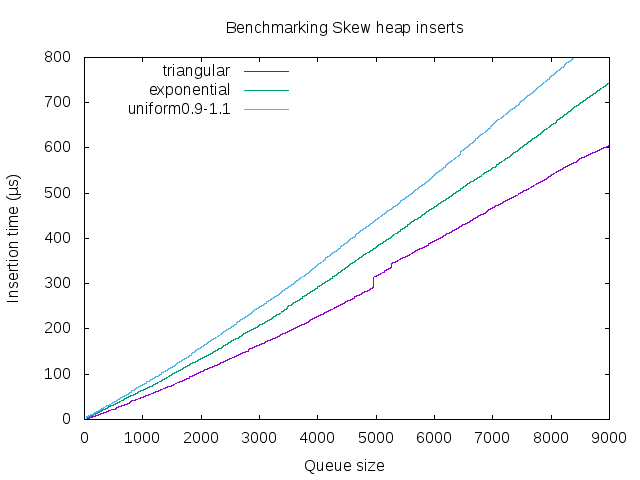 Benchmarking Skew heap inserts
800
700
600
500
400
300
200
100
0
Insertion time (µs)
triangular
exponential
uniform0.9-1.1
0 1000 2000 3000 4000 5000 6000 7000 8000 9000
Queue size